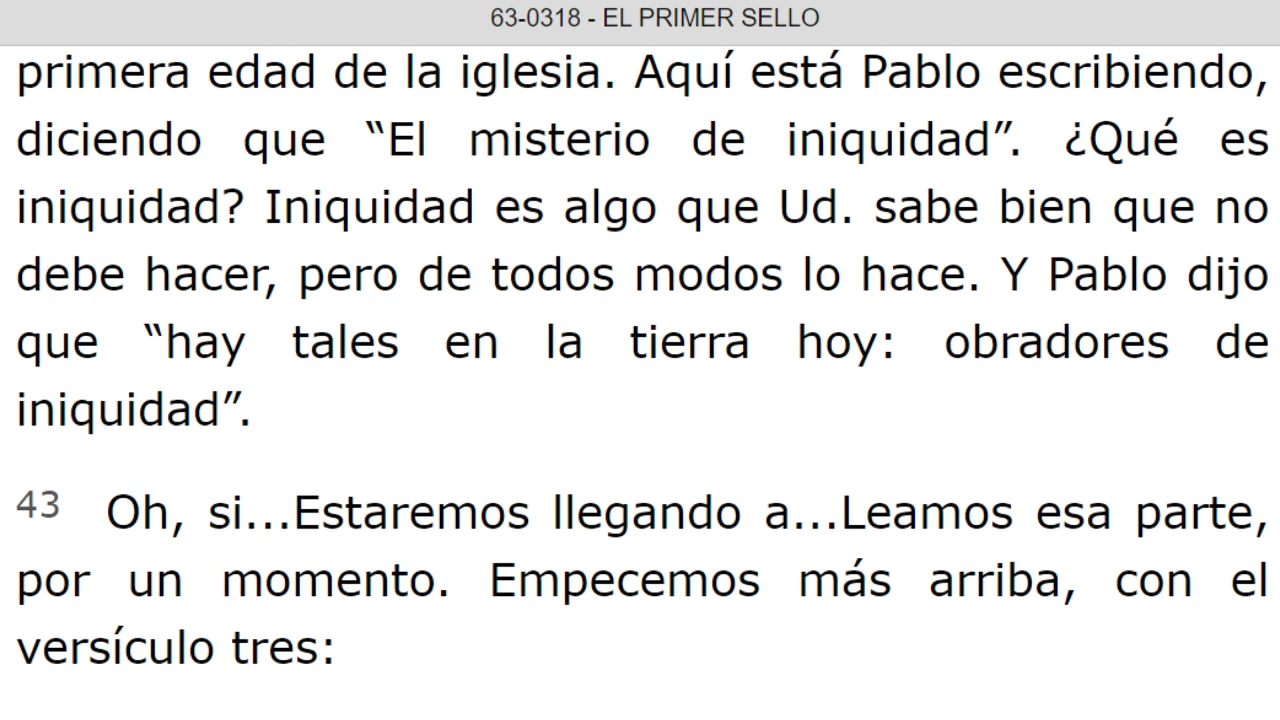 63-0318 - EL PRIMER SELLO
primera edad de la iglesia. Aquí está Pablo escribiendo,
diciendo que “El misterio de iniquidad”. ¿Qué es
iniquidad? Iniquidad es algo que Ud. sabe bien que no
debe hacer, pero de todos modos lo hace. Y Pablo dijo
que “hay tales en la tierra hoy: obradores de
iniquidad”.
43 Oh, si...Estaremos llegando a...Leamos esa parte,
por un momento. Empecemos más arriba, con el
versículo tres: